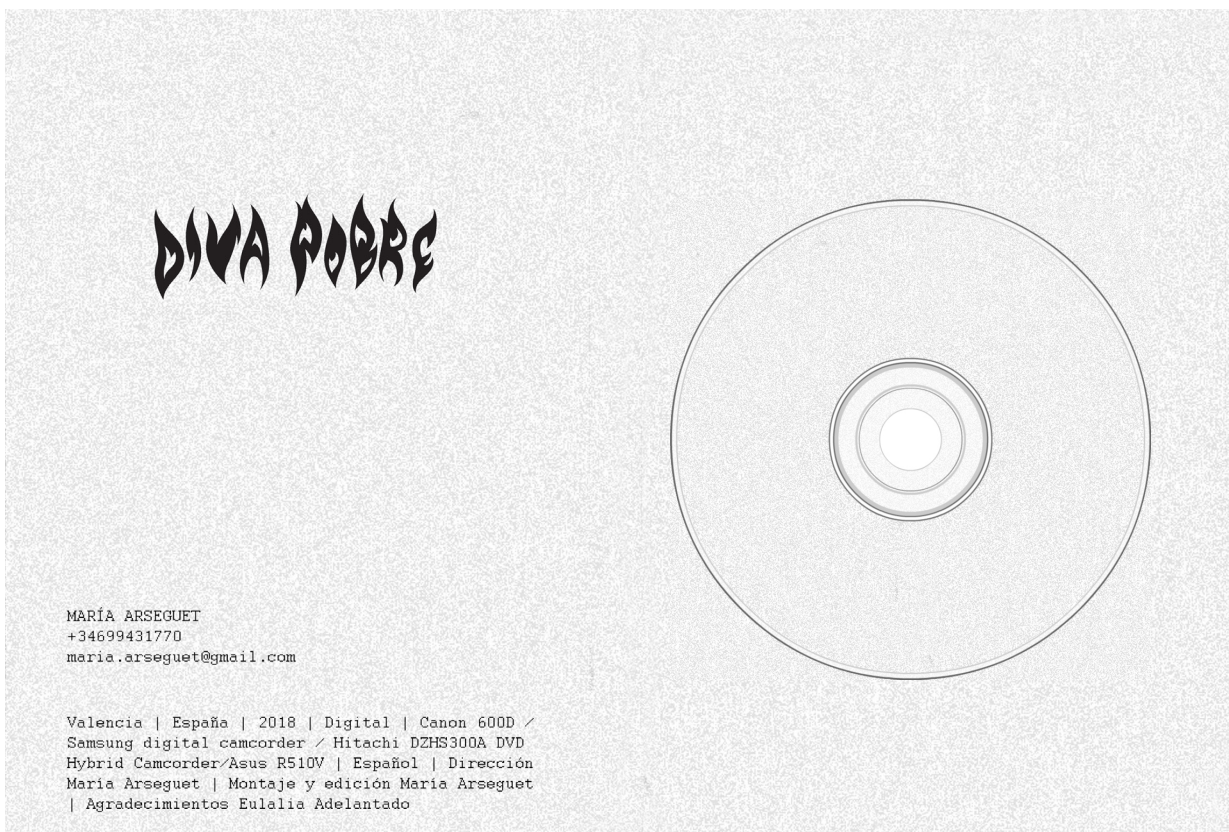 DIVA POBRE
MARÍA ARSEGUET
+34699431770
maria.arseguet@gmail.com
Valencia | España | 2018 | Digital | Canon 600D /
Samsung digital camcorder / Hitachi DZHS300A DVD
Hybrid Camcorder/Asus R510V | Español | Dirección
María Arseguet | Montaje y edición María Arseguet
| Agradecimientos Eulalia Adelantado